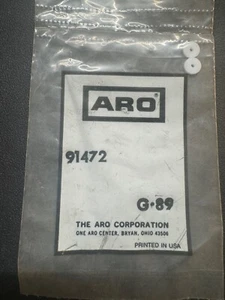 ARO
91472
G-89
THE ARO CORPORATION
ONE ARO CENTER, BRYAN, OHIO 43506
PRINTED IN USA